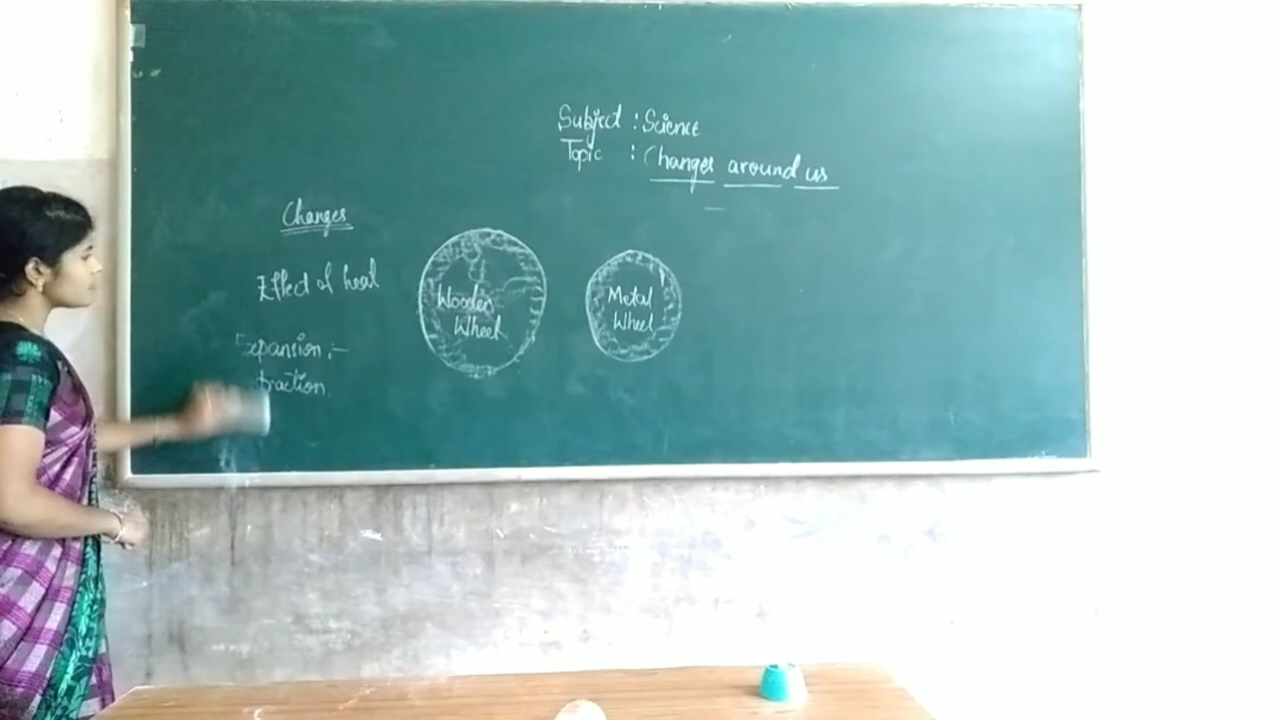 Subject : Science
Topic : Changes around us
Changes
Effect of heat
Expansion :-
traction.
Wooden
Wheel
Metal
Wheel